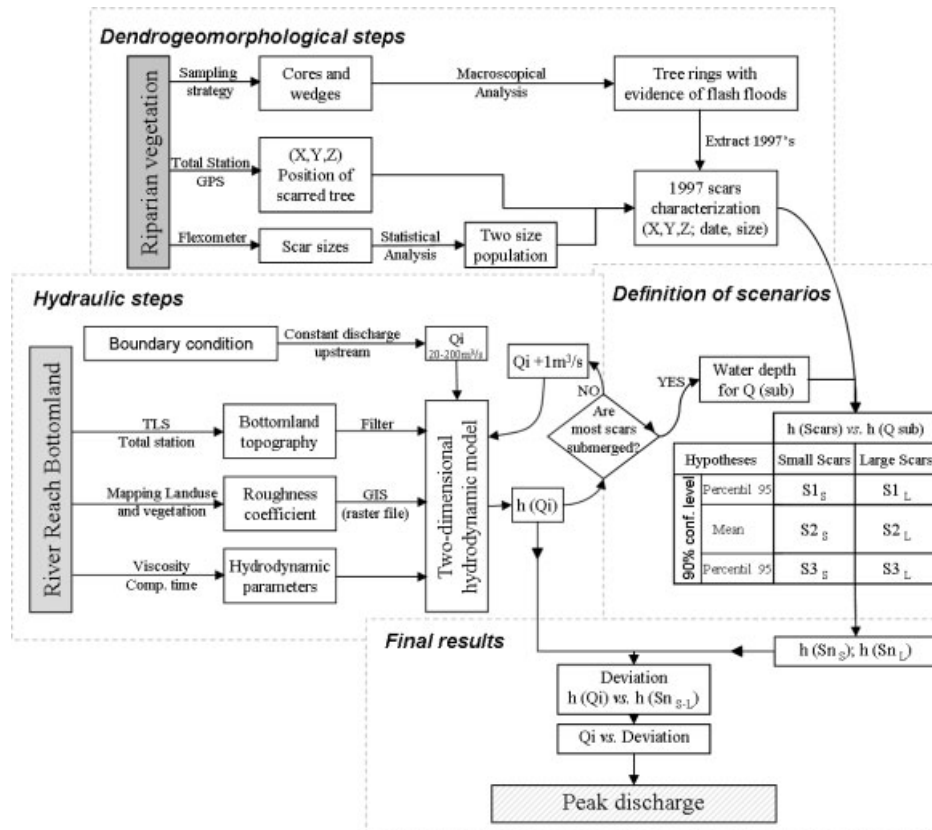 Dendrogeomorphological steps
Riparian vegetation
Sampling
strategy
Cores and
wedges
Macroscopical
Analysis
Tree rings with
evidence of flash floods
Extract 1997's
Total Station
GPS
(X,Y,Z)
Position of
scarred tree
1997 scars
characterization
(X,Y,Z; date, size)
Flexometer
Scar sizes
Statistical
Analysis
Two size
population
Hydraulic steps
River Reach Bottomland
Boundary condition
Constant discharge
upstream
Qi
20-200m³/s
TLS
Total station
Bottomland
topography
Filter
Mapping Landuse
and vegetation
Roughness
coefficient
GIS
(raster file)
Viscosity
Comp. time
Hydrodynamic
parameters
Two-dimensional
hydrodynamic model
h (Qi)
Qi +1m³/s
NO
Are
most scars
submerged?
YES
Definition of scenarios
Water depth
for Q (sub)
h (Scars) vs. h (Q sub)
Hypotheses
Small Scars
Large Scars
90% conf. level
Percentil 95
S1 S
S1 L
Mean
S2 S
S2 L
Percentil 95
S3 S
S3 L
Final results
h (Sn S); h (Sn L)
Deviation
h (Qi) vs. h (Sn S-L)
Qi vs. Deviation
Peak discharge